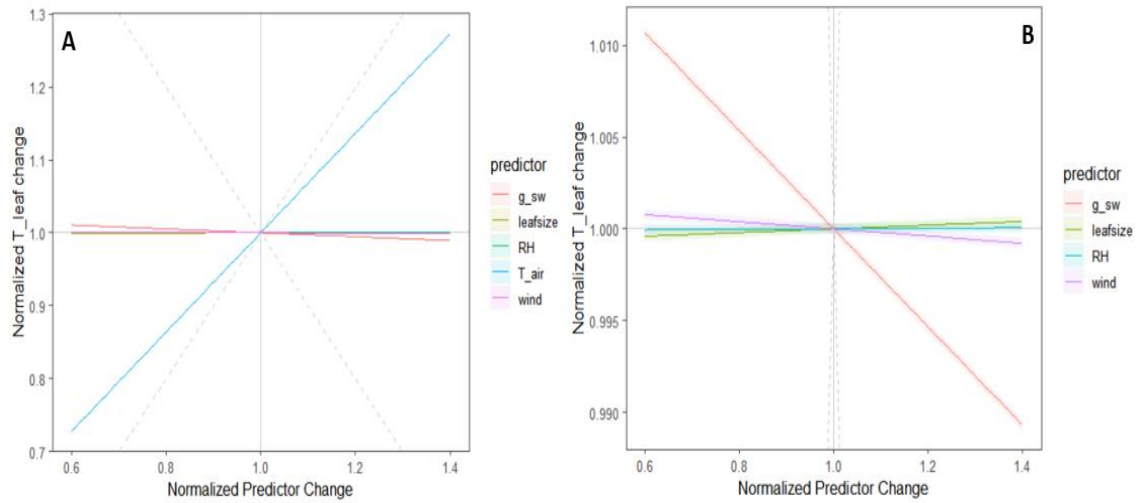 A
Normalized T_leaf change
1.3
1.2
1.1
1.0
0.9
0.8
0.7
0.6 0.8 1.0 1.2 1.4
Normalized Predictor Change
predictor
g_sw
leafsize
RH
T_air
wind
B
Normalized T_leaf change
1.010
1.005
1.000
0.995
0.990
0.6 0.8 1.0 1.2 1.4
Normalized Predictor Change
predictor
g_sw
leafsize
RH
wind